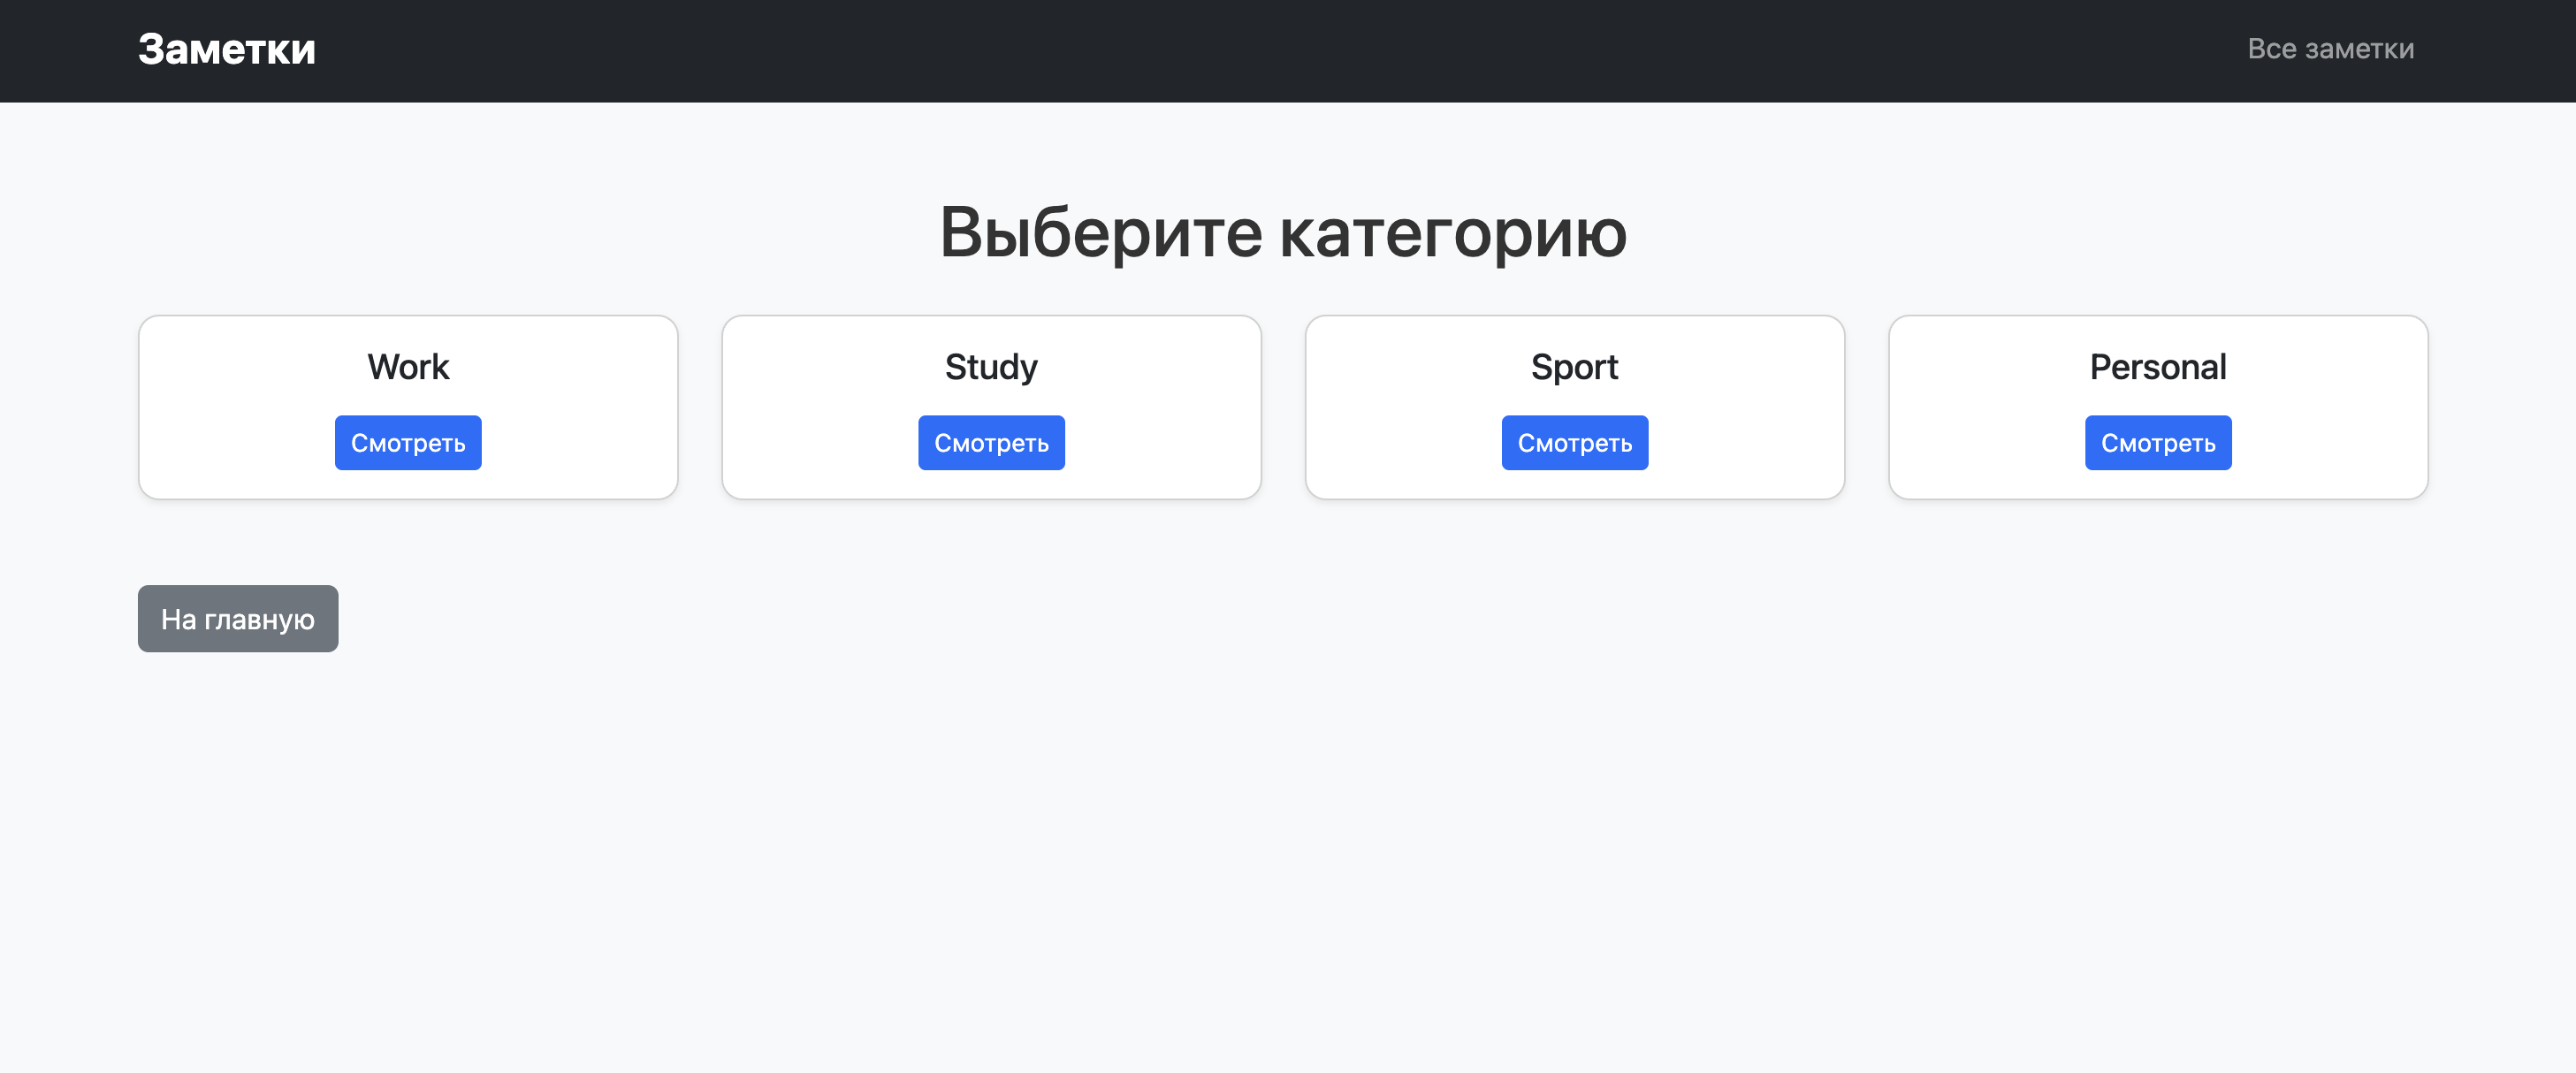 Заметки
Все заметки
Выберите категорию
Work
Study
Sport
Personal
Смотреть
Смотреть
Смотреть
Смотреть
На главную